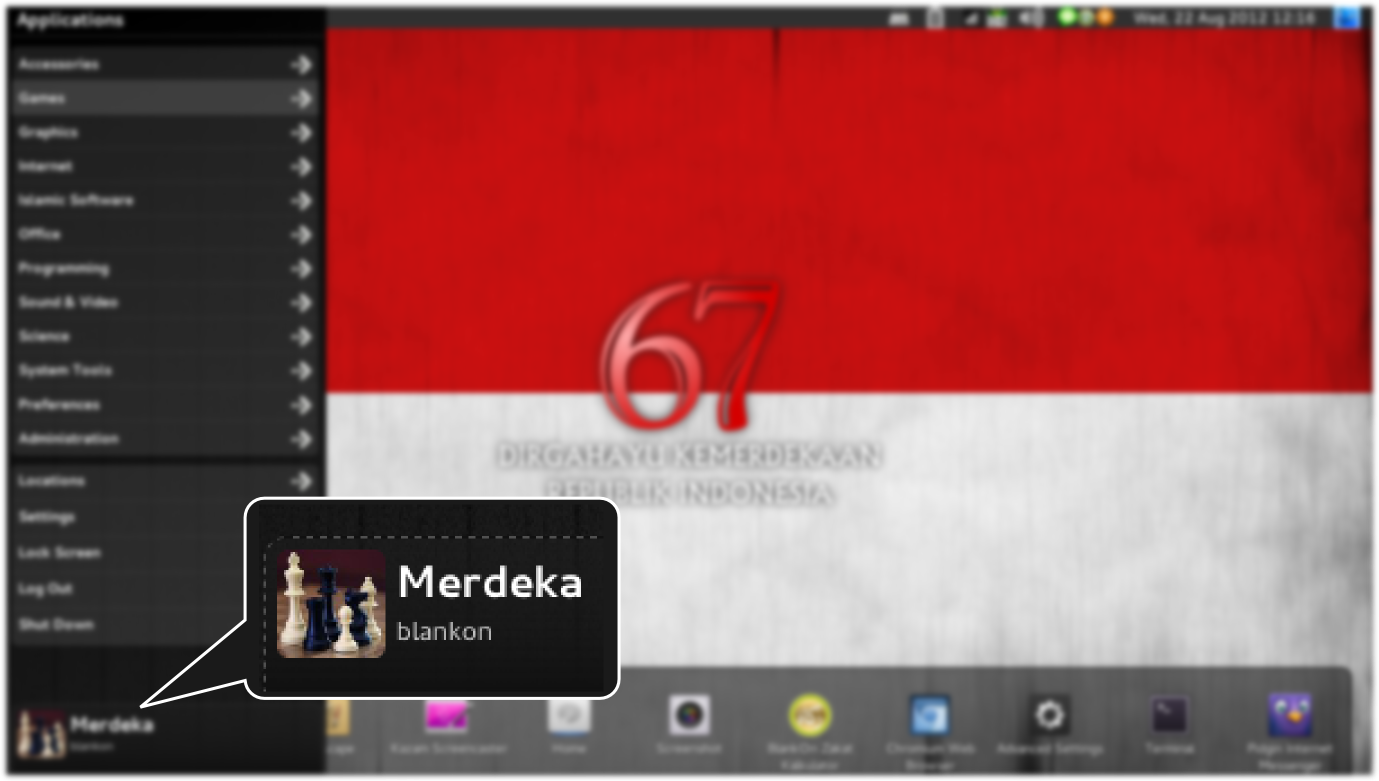 Applications
Accessories
Games
Graphics
Internet
Islamic Software
Office
Programming
Sound & Video
Science
System Tools
Preferences
Administration
Locations
Settings
Lock Screen
Log Out
Shut Down
Wed, 22 Aug 2012 12:16
67
DIRGAHAYU KEMERDEKAAN
REPUBLIK INDONESIA
Merdeka
blankon
Merdeka
blankon
Kazam Screencaster
Home
Screenshot
BlankOn Zakat
Kalkulator
Chromium Web
Browser
Advanced Settings
Terminal
Pidgin Internet
Messenger